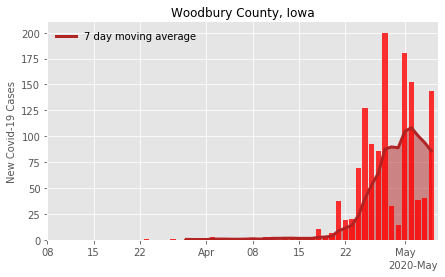 Woodbury County, Iowa
7 day moving average
New Covid-19 Cases
200
175
150
125
100
75
50
25
0
08
15
22
Apr
08
15
22
May
2020-May